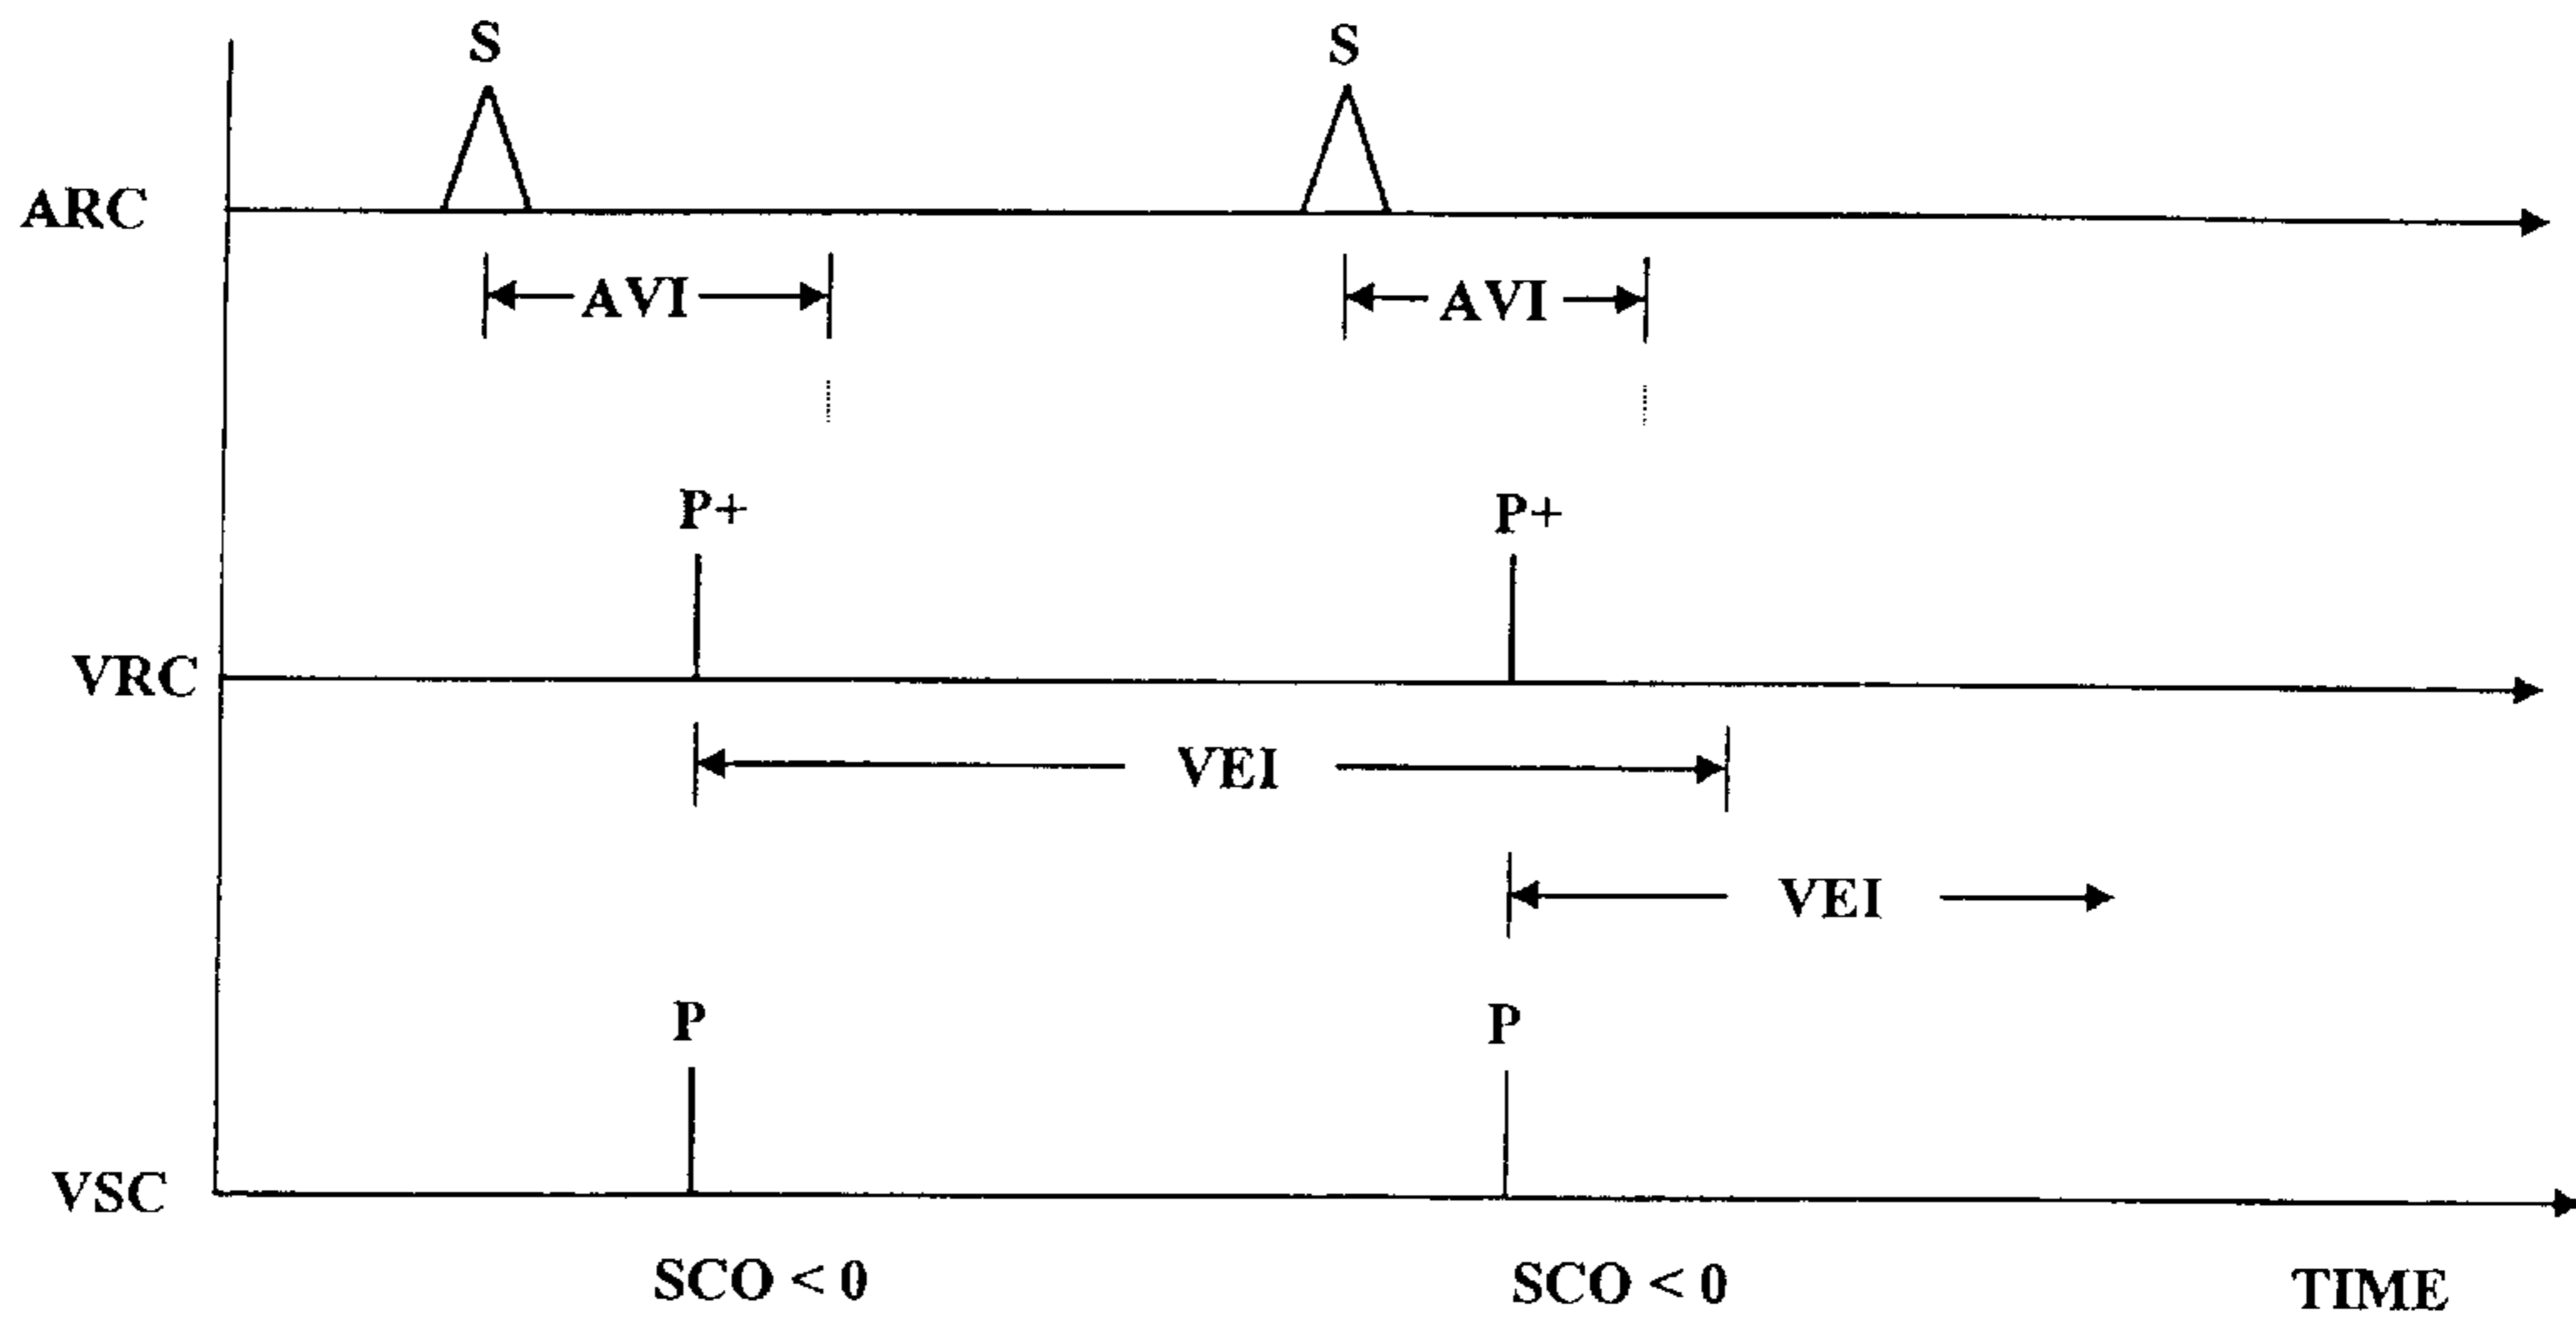 S S
ARC
AVI AVI
P+ P+
VRC
VEI
VEI
P P
VSC
SCO < 0 SCO < 0 TIME